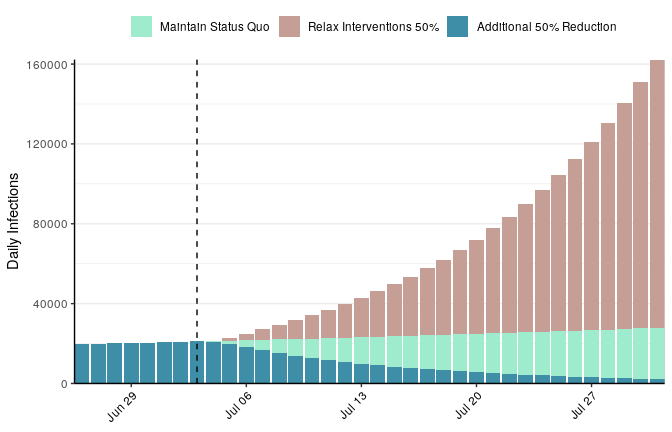 Maintain Status Quo Relax Interventions 50% Additional 50% Reduction
Daily Infections
160000
120000
80000
40000
0
Jun 29 Jul 06 Jul 13 Jul 20 Jul 27